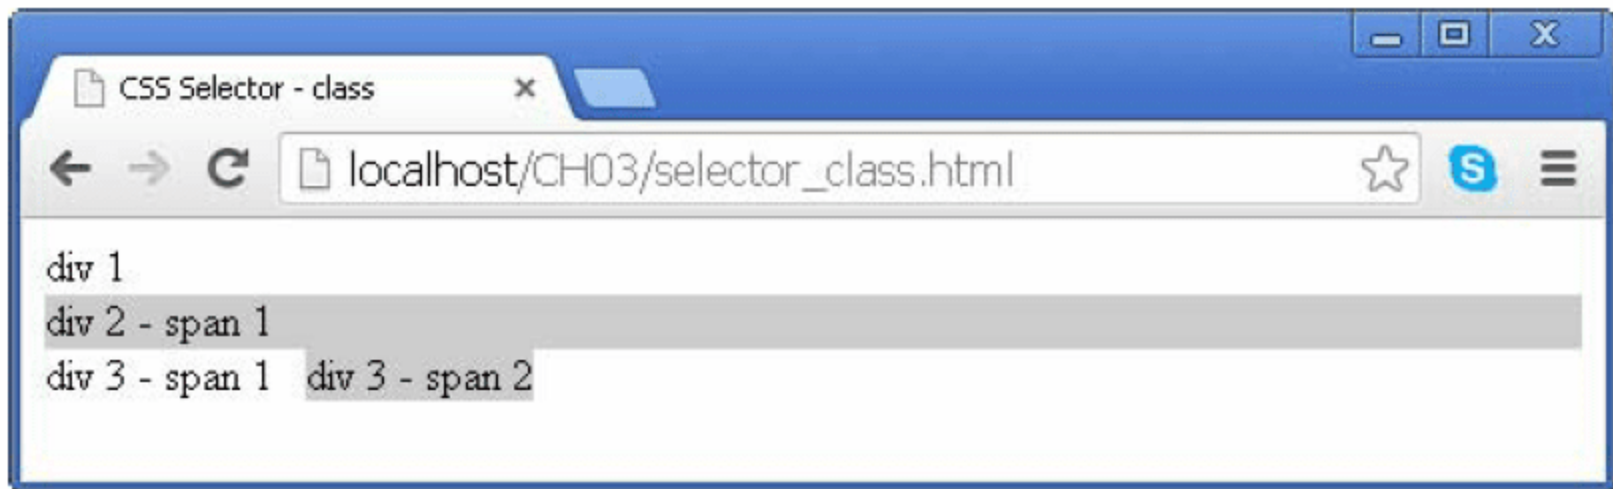 CSS Selector - class
localhost/CH03/selector_class.html
S
div 1
div 2 - span 1
div 3 - span 1 div 3 - span 2